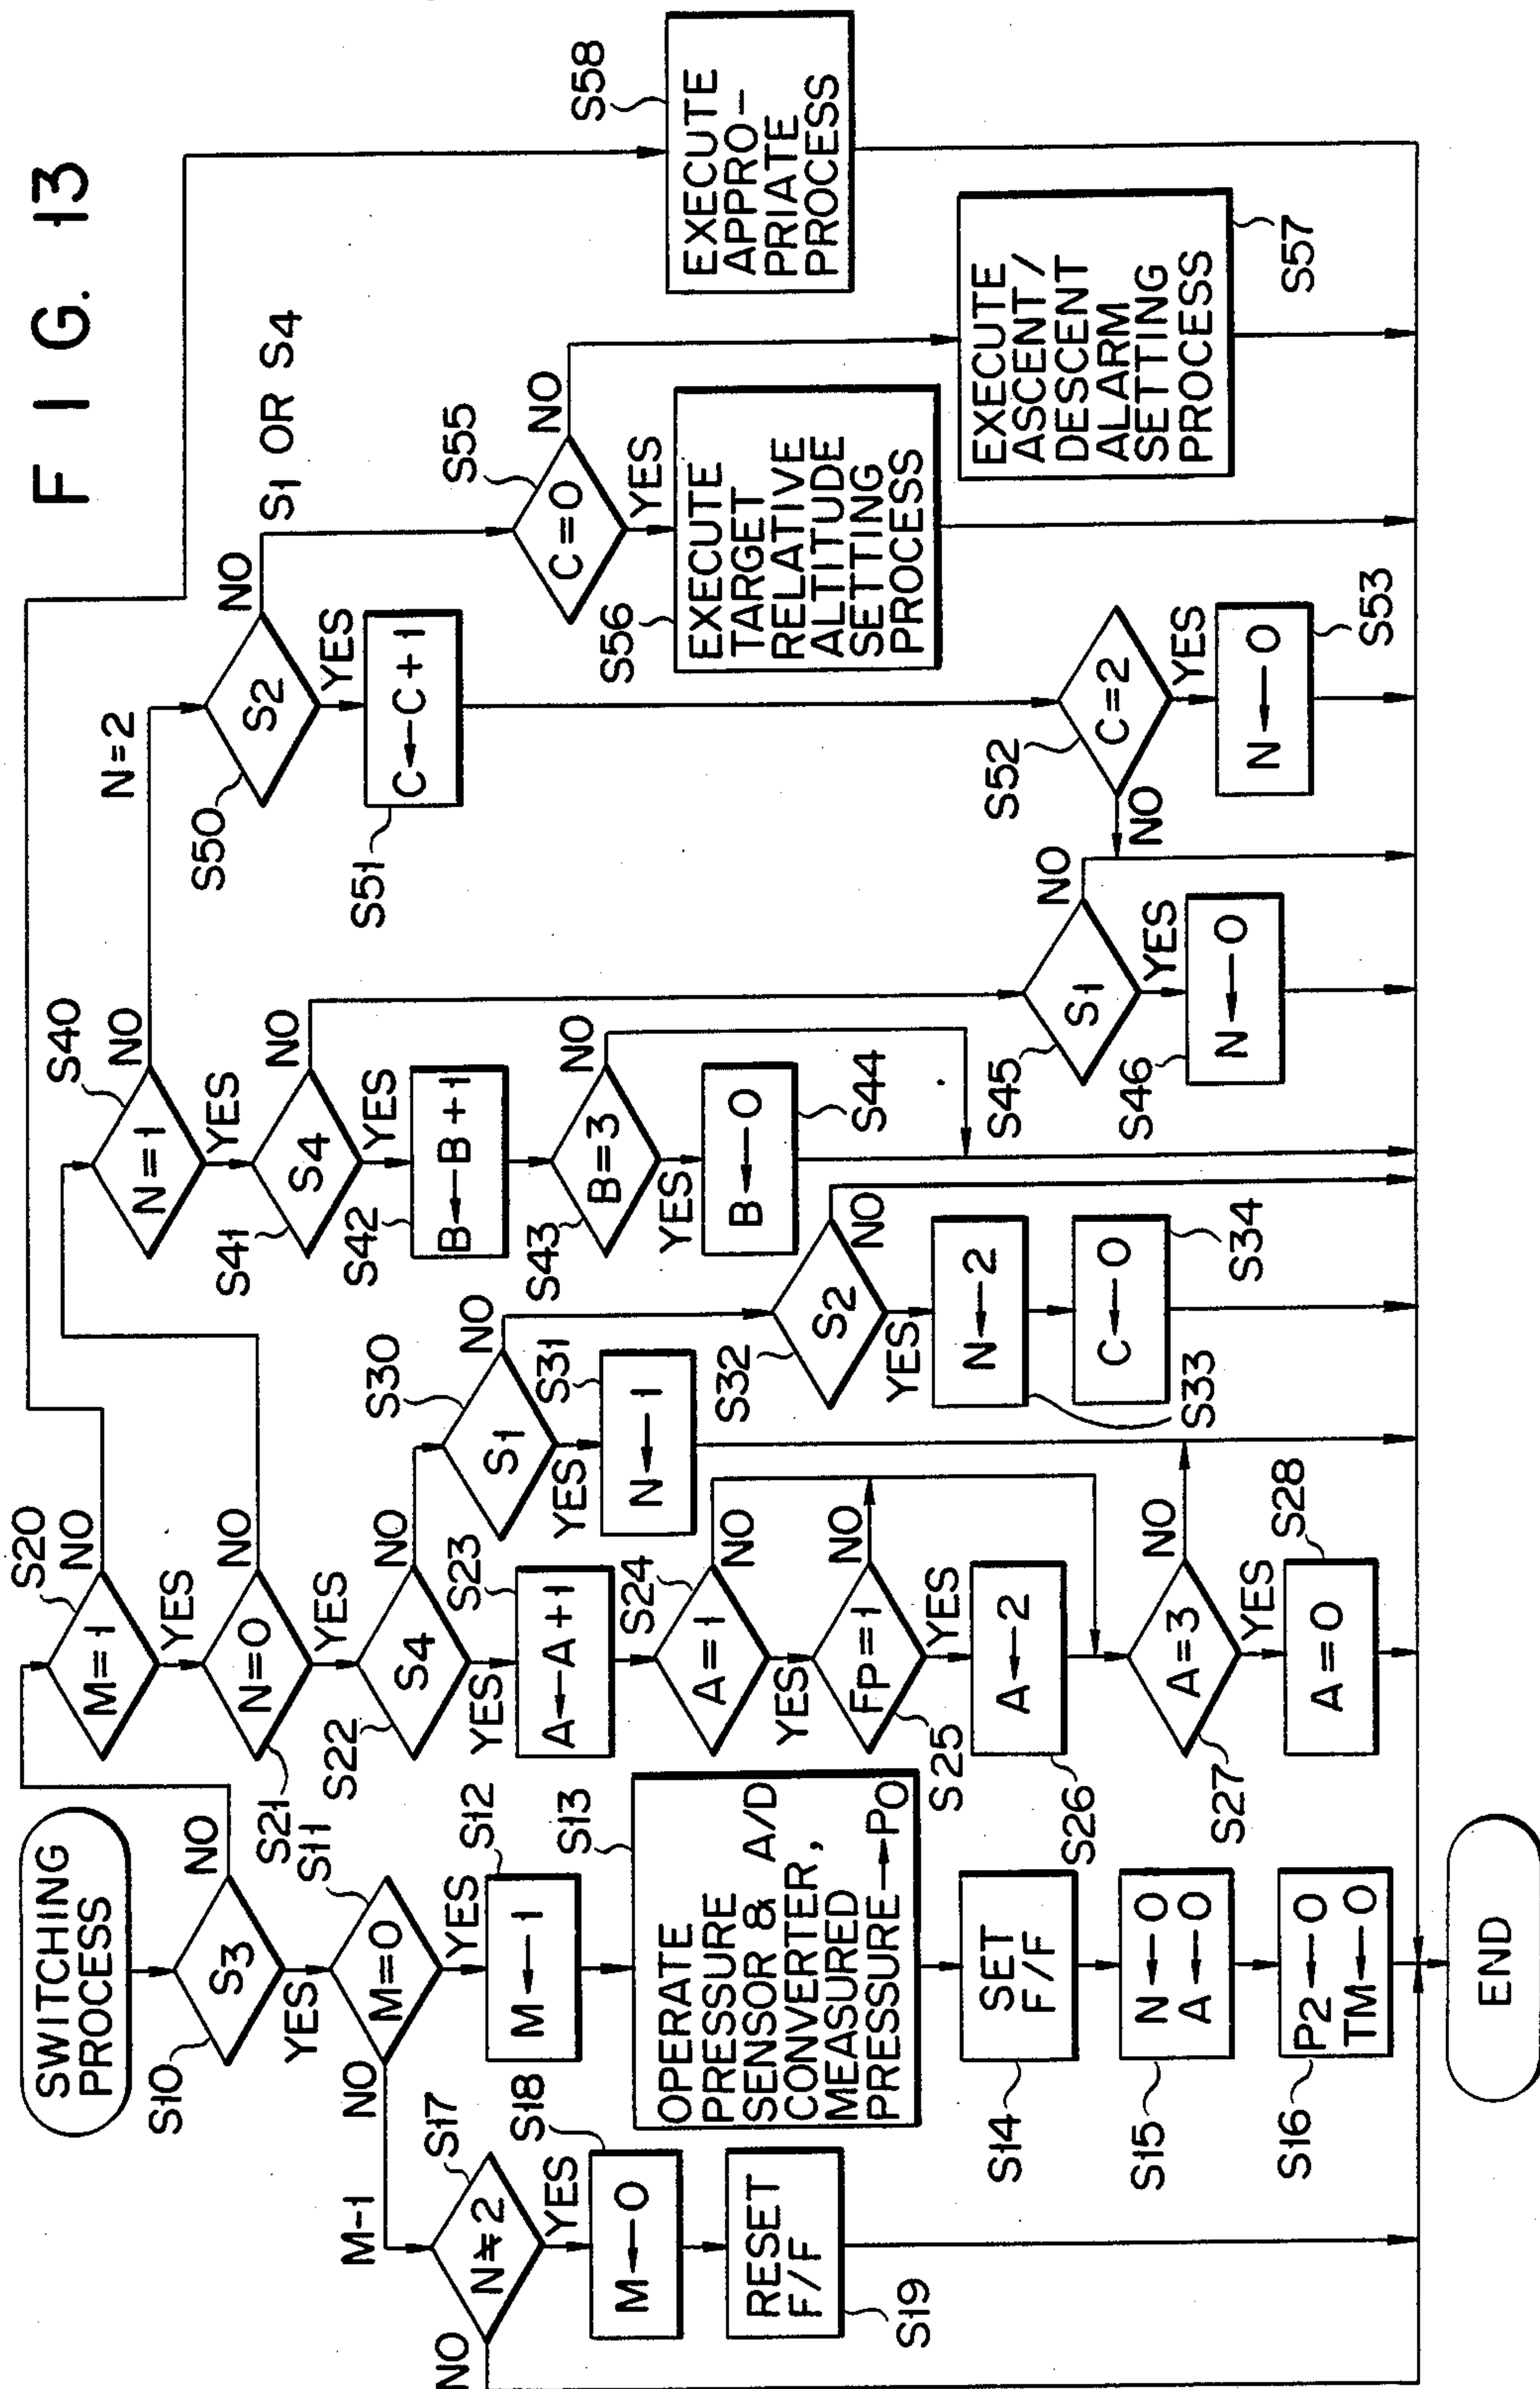 F I G. 13
SWITCHING
PROCESS
S10
S3
NO
YES
S11
M=0
NO
YES
M-1
S17
N≠2
NO
YES
S18
M←0
RESET
F/F
S19
S12
M←1
S13
OPERATE
PRESSURE
SENSOR & A/D
CONVERTER,
MEASURED
PRESSURE→P0
S14
SET
F/F
S15
N←0
A←0
S16
P2←0
TM←0
END
S20
M=1
NO
YES
S21
N=0
NO
YES
S22
S4
NO
YES
S23
A←A+1
S24
A=1
NO
YES
S25
FP=1
NO
YES
S26
A←2
S27
A=3
NO
YES
S28
A=0
S30
S1
NO
YES
S31
N←1
S32
S2
NO
YES
S33
N←2
S34
C←0
S40
N=1
NO
YES
S41
S4
NO
YES
S42
B←B+1
S43
B=3
NO
YES
S44
B←0
S45
S1
NO
YES
S46
N←0
N=2
S50
S2
NO
YES
S1 OR S4
S51
C←C+1
S52
C=2
NO
YES
S53
N←0
S55
C=0
NO
YES
S56
EXECUTE
TARGET
RELATIVE
ALTITUDE
SETTING
PROCESS
EXECUTE
ASCENT/
DESCENT
ALARM
SETTING
PROCESS
S57
S58
EXECUTE
APPRO-
PRIATE
PROCESS